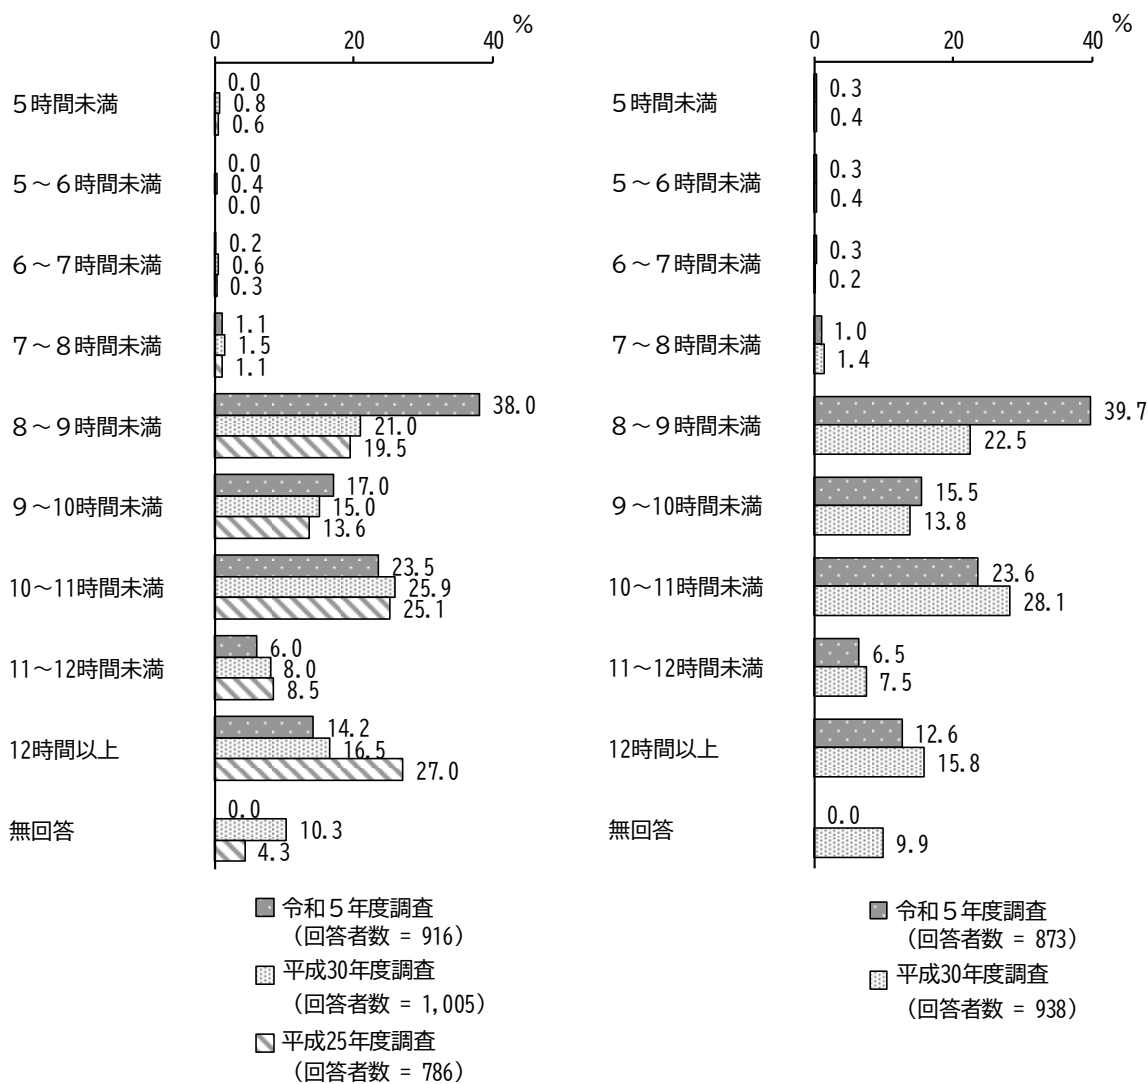 %
0 20 40
5時間未満
0.0
0.8
0.6
5～6時間未満
0.0
0.4
0.0
6～7時間未満
0.2
0.6
0.3
7～8時間未満
1.1
1.5
1.1
8～9時間未満
38.0
21.0
19.5
9～10時間未満
17.0
15.0
13.6
10～11時間未満
23.5
25.9
25.1
11～12時間未満
6.0
8.0
8.5
12時間以上
14.2
16.5
27.0
無回答
0.0
10.3
4.3
令和5年度調査
（回答者数 = 916）
平成30年度調査
（回答者数 = 1,005）
平成25年度調査
（回答者数 = 786）
%
0 20 40
5時間未満
0.3
0.4
5～6時間未満
0.3
0.4
6～7時間未満
0.3
0.2
7～8時間未満
1.0
1.4
8～9時間未満
39.7
22.5
9～10時間未満
15.5
13.8
10～11時間未満
23.6
28.1
11～12時間未満
6.5
7.5
12時間以上
12.6
15.8
無回答
0.0
9.9
令和5年度調査
（回答者数 = 873）
平成30年度調査
（回答者数 = 938）